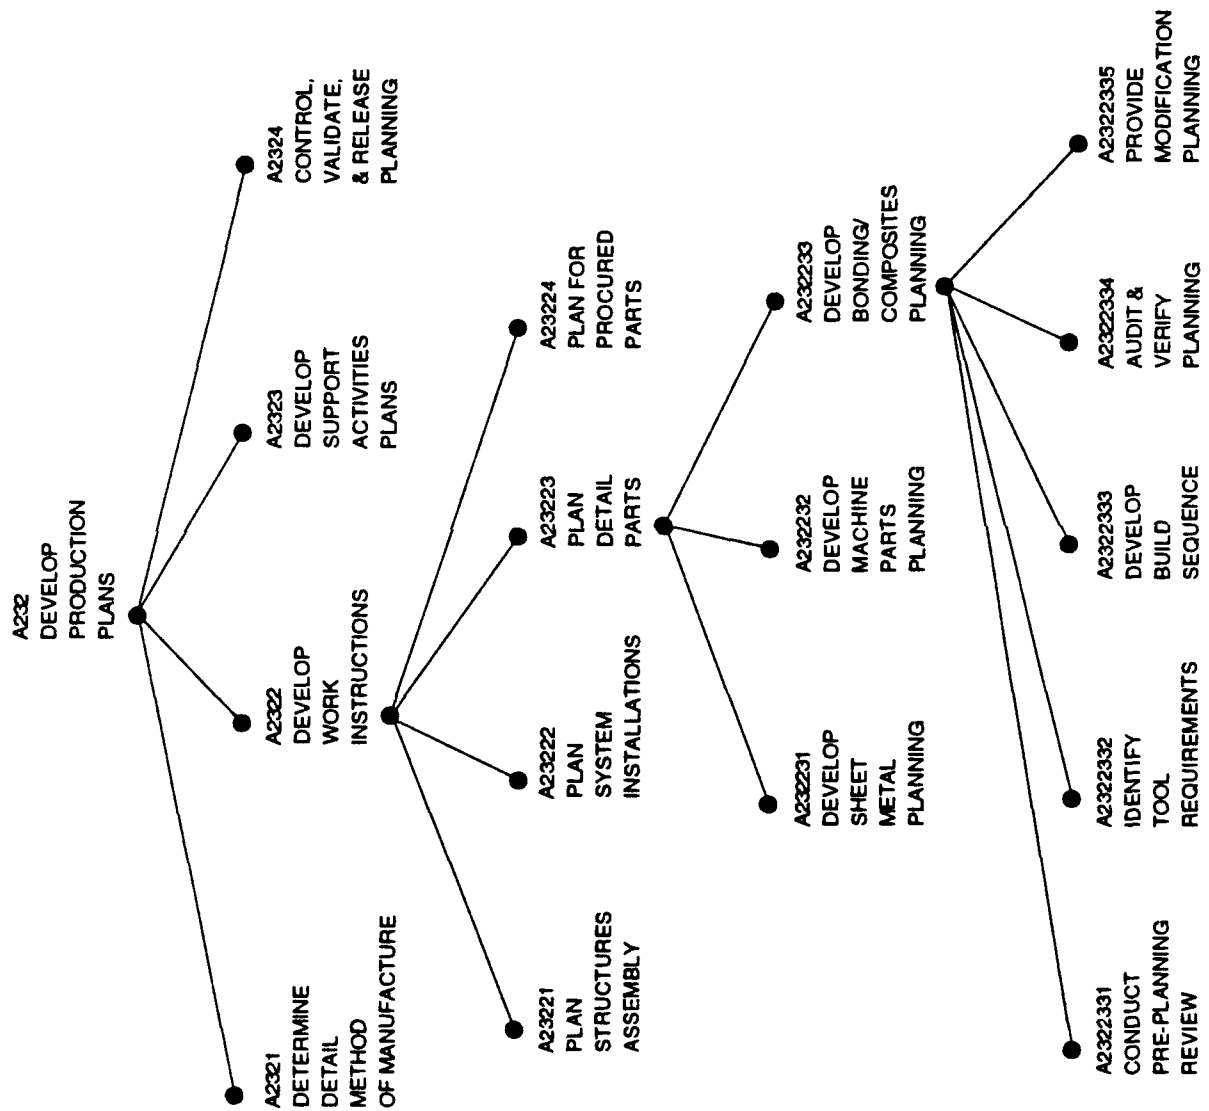 A232
DEVELOP
PRODUCTION
PLANS
A2321
DETERMINE
DETAIL
METHOD
OF MANUFACTURE
A2322
DEVELOP
WORK
INSTRUCTIONS
A2323
DEVELOP
SUPPORT
ACTIVITIES
PLANS
A2324
CONTROL,
VALIDATE,
& RELEASE
PLANNING
A23221
PLAN
STRUCTURES
ASSEMBLY
A23222
PLAN
SYSTEM
INSTALLATIONS
A23223
PLAN
DETAIL
PARTS
A23224
PLAN FOR
PROCURED
PARTS
A232231
DEVELOP
SHEET
METAL
PLANNING
A232232
DEVELOP
MACHINE
PARTS
PLANNING
A232233
DEVELOP
BONDING/
COMPOSITES
PLANNING
A2322331
CONDUCT
PRE-PLANNING
REVIEW
A2322332
IDENTIFY
TOOL
REQUIREMENTS
A2322333
DEVELOP
BUILD
SEQUENCE
A2322334
AUDIT &
VERIFY
PLANNING
A2322335
PROVIDE
MODIFICATION
PLANNING